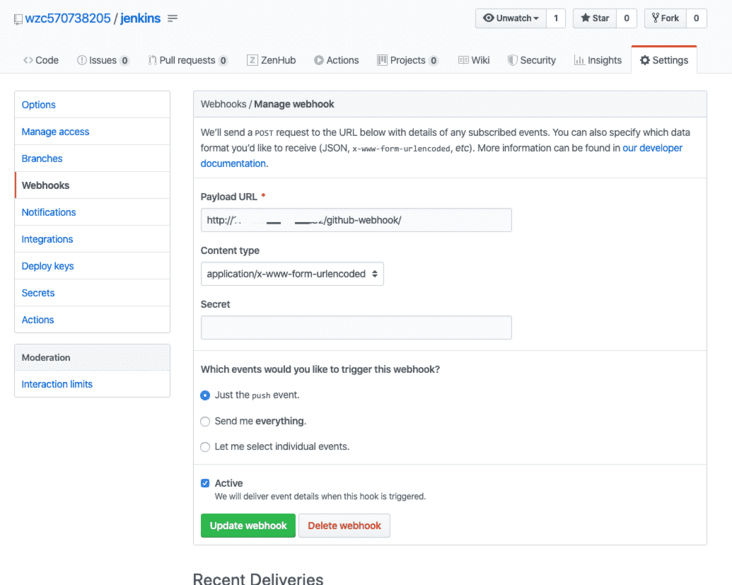 wzc570738205 / jenkins
Unwatch 1 Star 0 Fork 0
Code Issues 0 Pull requests 0 ZenHub Actions Projects 0 Wiki Security Insights Settings
Options
Manage access
Branches
Webhooks
Notifications
Integrations
Deploy keys
Secrets
Actions
Moderation
Interaction limits
Webhooks / Manage webhook
We'll send a POST request to the URL below with details of any subscribed events. You can also specify which data
format you'd like to receive (JSON, x-www-form-urlencoded, etc). More information can be found in our developer
documentation.
Payload URL *
http:// /github-webhook/
Content type
application/x-www-form-urlencoded
Secret
Which events would you like to trigger this webhook?
Just the push event.
Send me everything.
Let me select individual events.
Active
We will deliver event details when this hook is triggered.
Update webhook Delete webhook
Recent Deliveries